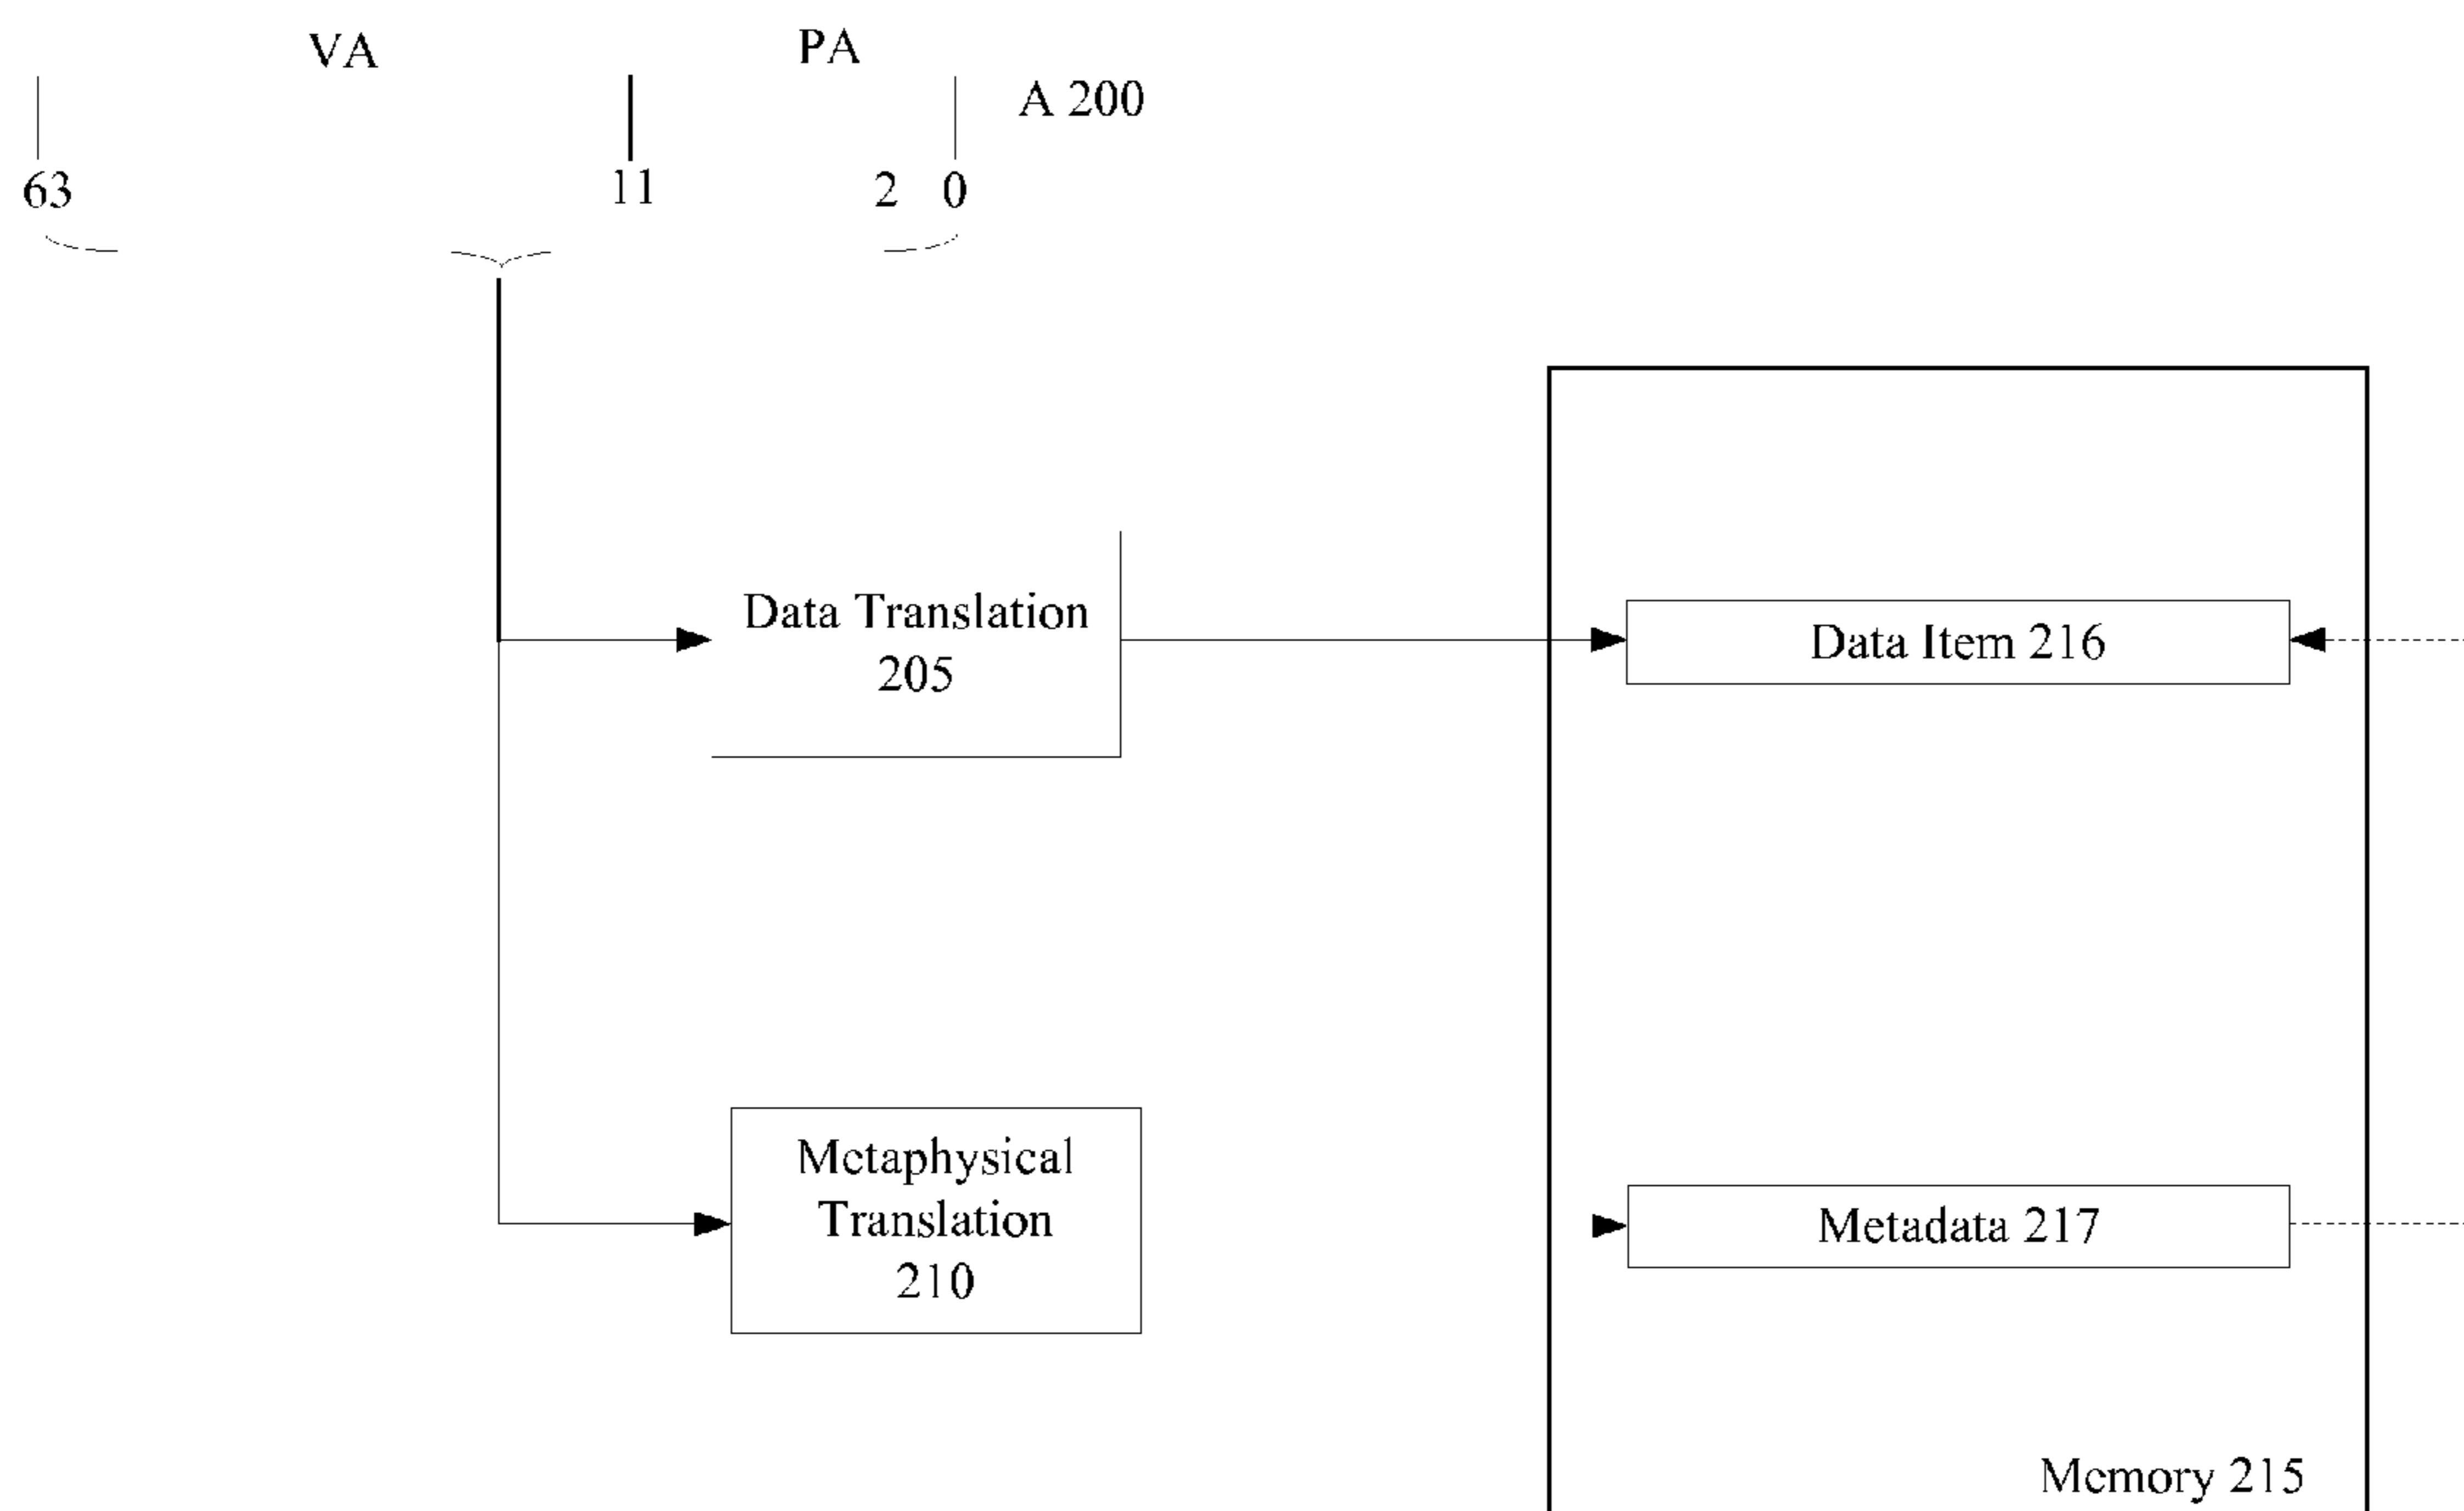 VA
PA
A 200
63
11
2
0
Data Translation
205
Data Item 216
Metaphysical
Translation
210
Metadata 217
Memory 215